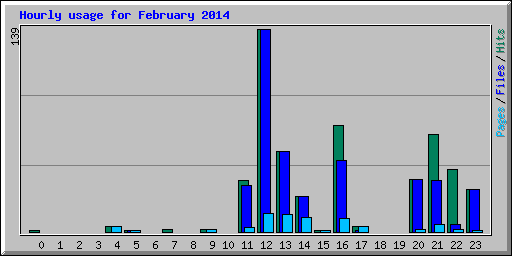 Hourly usage for February 2014
139
Pages / Files / Hits
0 1 2 3 4 5 6 7 8 9 10 11 12 13 14 15 16 17 18 19 20 21 22 23